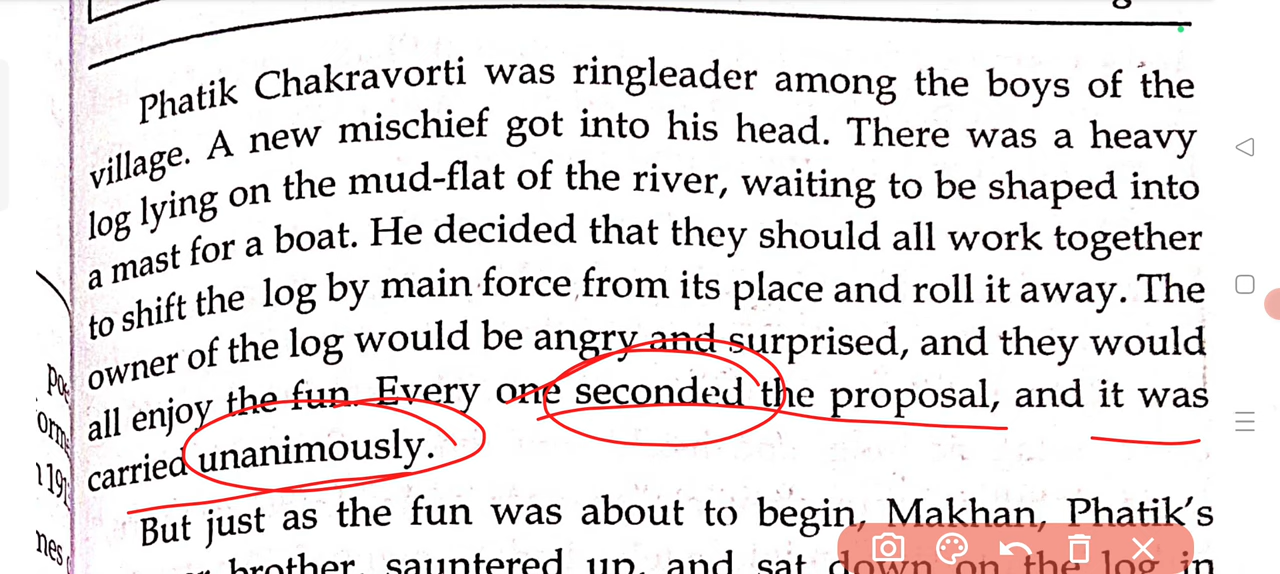 Phatik Chakravorti was ringleader among the boys of the
village. A new mischief got into his head. There was a heavy
log lying on the mud-flat of the river, waiting to be shaped into
a mast for a boat. He decided that they should all work together
to shift the log by main force from its place and roll it away. The
owner of the log would be angry and surprised, and they would
all enjoy the fun. Every one seconded the proposal, and it was
carried unanimously.
But just as the fun was about to begin, Makhan, Phatik's
brother, sauntered up, and sat down on the log in